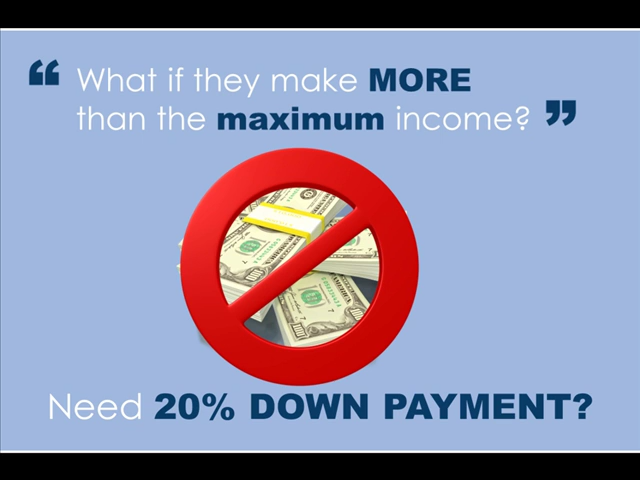 “ What if they make MORE
than the maximum income? ”
Need 20% DOWN PAYMENT?